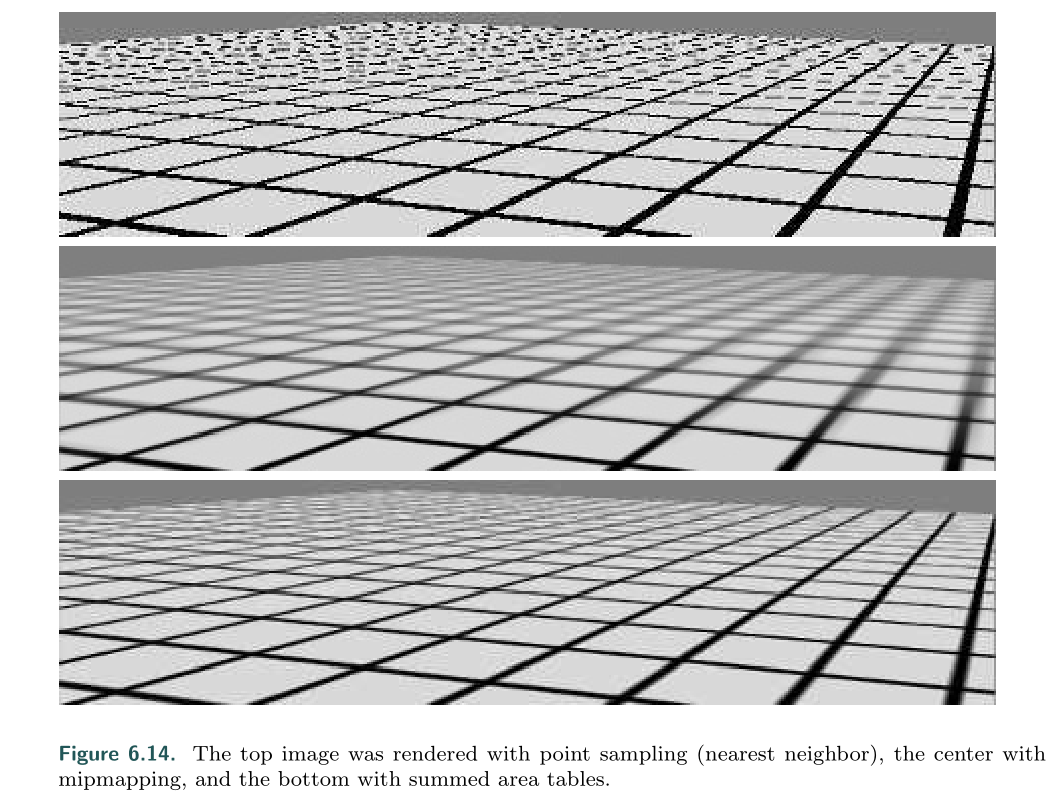 Figure 6.14. The top image was rendered with point sampling (nearest neighbor), the center with
mipmapping, and the bottom with summed area tables.